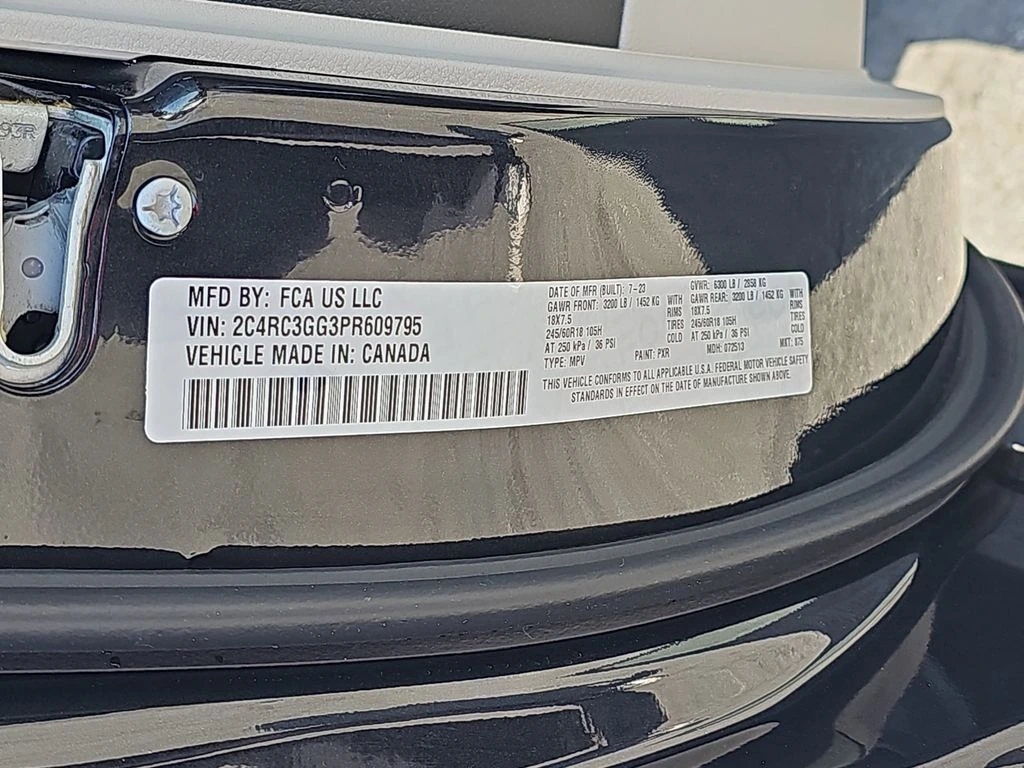 93R
MFD BY: FCA US LLC
VIN: 2C4RC3GG3PR609795
VEHICLE MADE IN: CANADA
DATE OF MFR (BUILT): 7-23 GVWR: 6300 LB / 2858 KG
GAWR FRONT: 3200 LB / 1452 KG WITH GAWR REAR: 3200 LB / 1452 KG WITH
18X7.5 RIMS 18X7.5 RIMS
245/60R18 105H TIRES 245/60R18 105H TIRES
AT 250 kPa / 36 PSI COLD AT 250 kPa / 36 PSI COLD
TYPE: MPV PAINT: PXR MDH: 072513 INT: X75
THIS VEHICLE CONFORMS TO ALL APPLICABLE U.S.A. FEDERAL MOTOR VEHICLE SAFETY
STANDARDS IN EFFECT ON THE DATE OF MANUFACTURE SHOWN ABOVE.